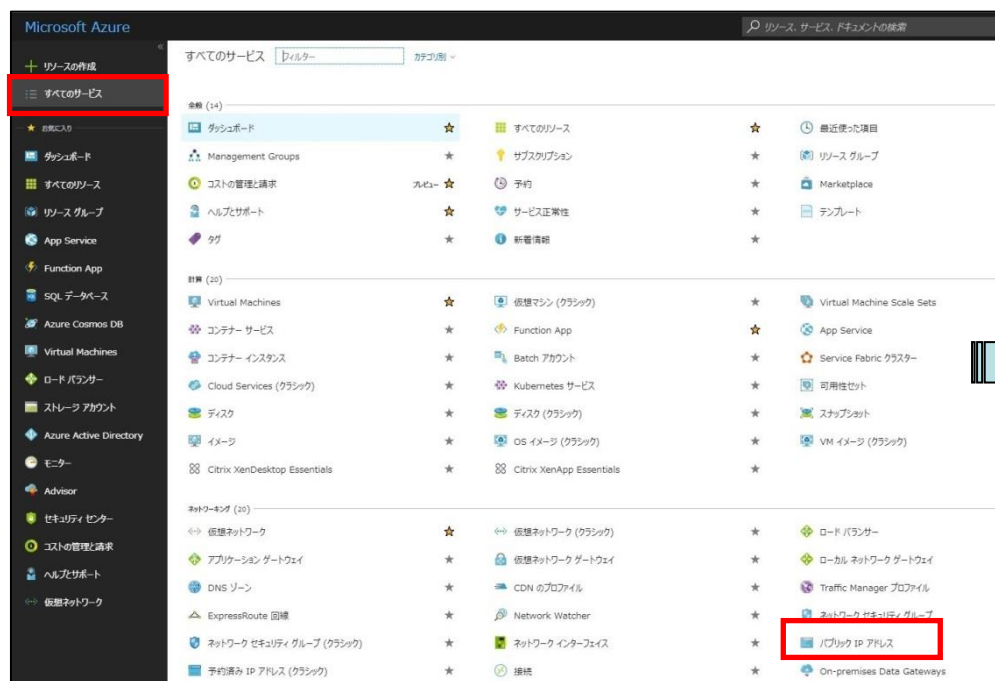 Microsoft Azure
リソース、サービス、ドキュメントの検索
リソースの作成
すべてのサービス
お気に入り
ダッシュボード
すべてのリソース
リソース グループ
App Service
Function App
SQL データベース
Azure Cosmos DB
Virtual Machines
ロード バランサー
ストレージ アカウント
Azure Active Directory
モニター
Advisor
セキュリティ センター
コストの管理と請求
ヘルプとサポート
仮想ネットワーク
すべてのサービス フィルター カテゴリ別
全般 (14)
ダッシュボード すべてのリソース 最近使った項目
Management Groups サブスクリプション リソース グループ
コストの管理と請求 プレビュー 予約 Marketplace
ヘルプとサポート サービス正常性 テンプレート
タグ 新着情報
計算 (20)
Virtual Machines 仮想マシン (クラシック) Virtual Machine Scale Sets
コンテナー サービス Function App App Service
コンテナー インスタンス Batch アカウント Service Fabric クラスター
Cloud Services (クラシック) Kubernetes サービス 可用性セット
ディスク ディスク (クラシック) スナップショット
イメージ OS イメージ (クラシック) VM イメージ (クラシック)
Citrix XenDesktop Essentials Citrix XenApp Essentials
ネットワーキング (20)
仮想ネットワーク 仮想ネットワーク (クラシック) ロード バランサー
アプリケーション ゲートウェイ 仮想ネットワーク ゲートウェイ ローカル ネットワーク ゲートウェイ
DNS ゾーン CDN のプロファイル Traffic Manager プロファイル
ExpressRoute 回線 Network Watcher ネットワーク セキュリティ グループ
ネットワーク セキュリティ グループ (クラシック) ネットワーク インターフェイス パブリック IP アドレス
予約済み IP アドレス (クラシック) 接続 On-premises Data Gateways